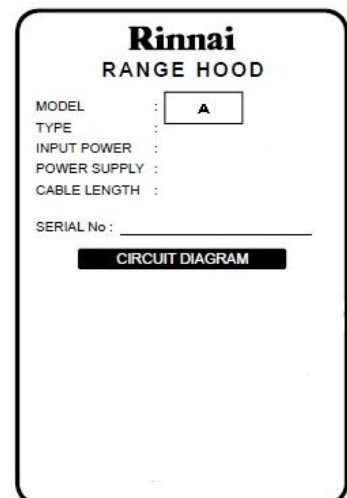 Rinnai
RANGE HOOD
MODEL : A
TYPE :
INPUT POWER :
POWER SUPPLY :
CABLE LENGTH :
SERIAL No :
CIRCUIT DIAGRAM